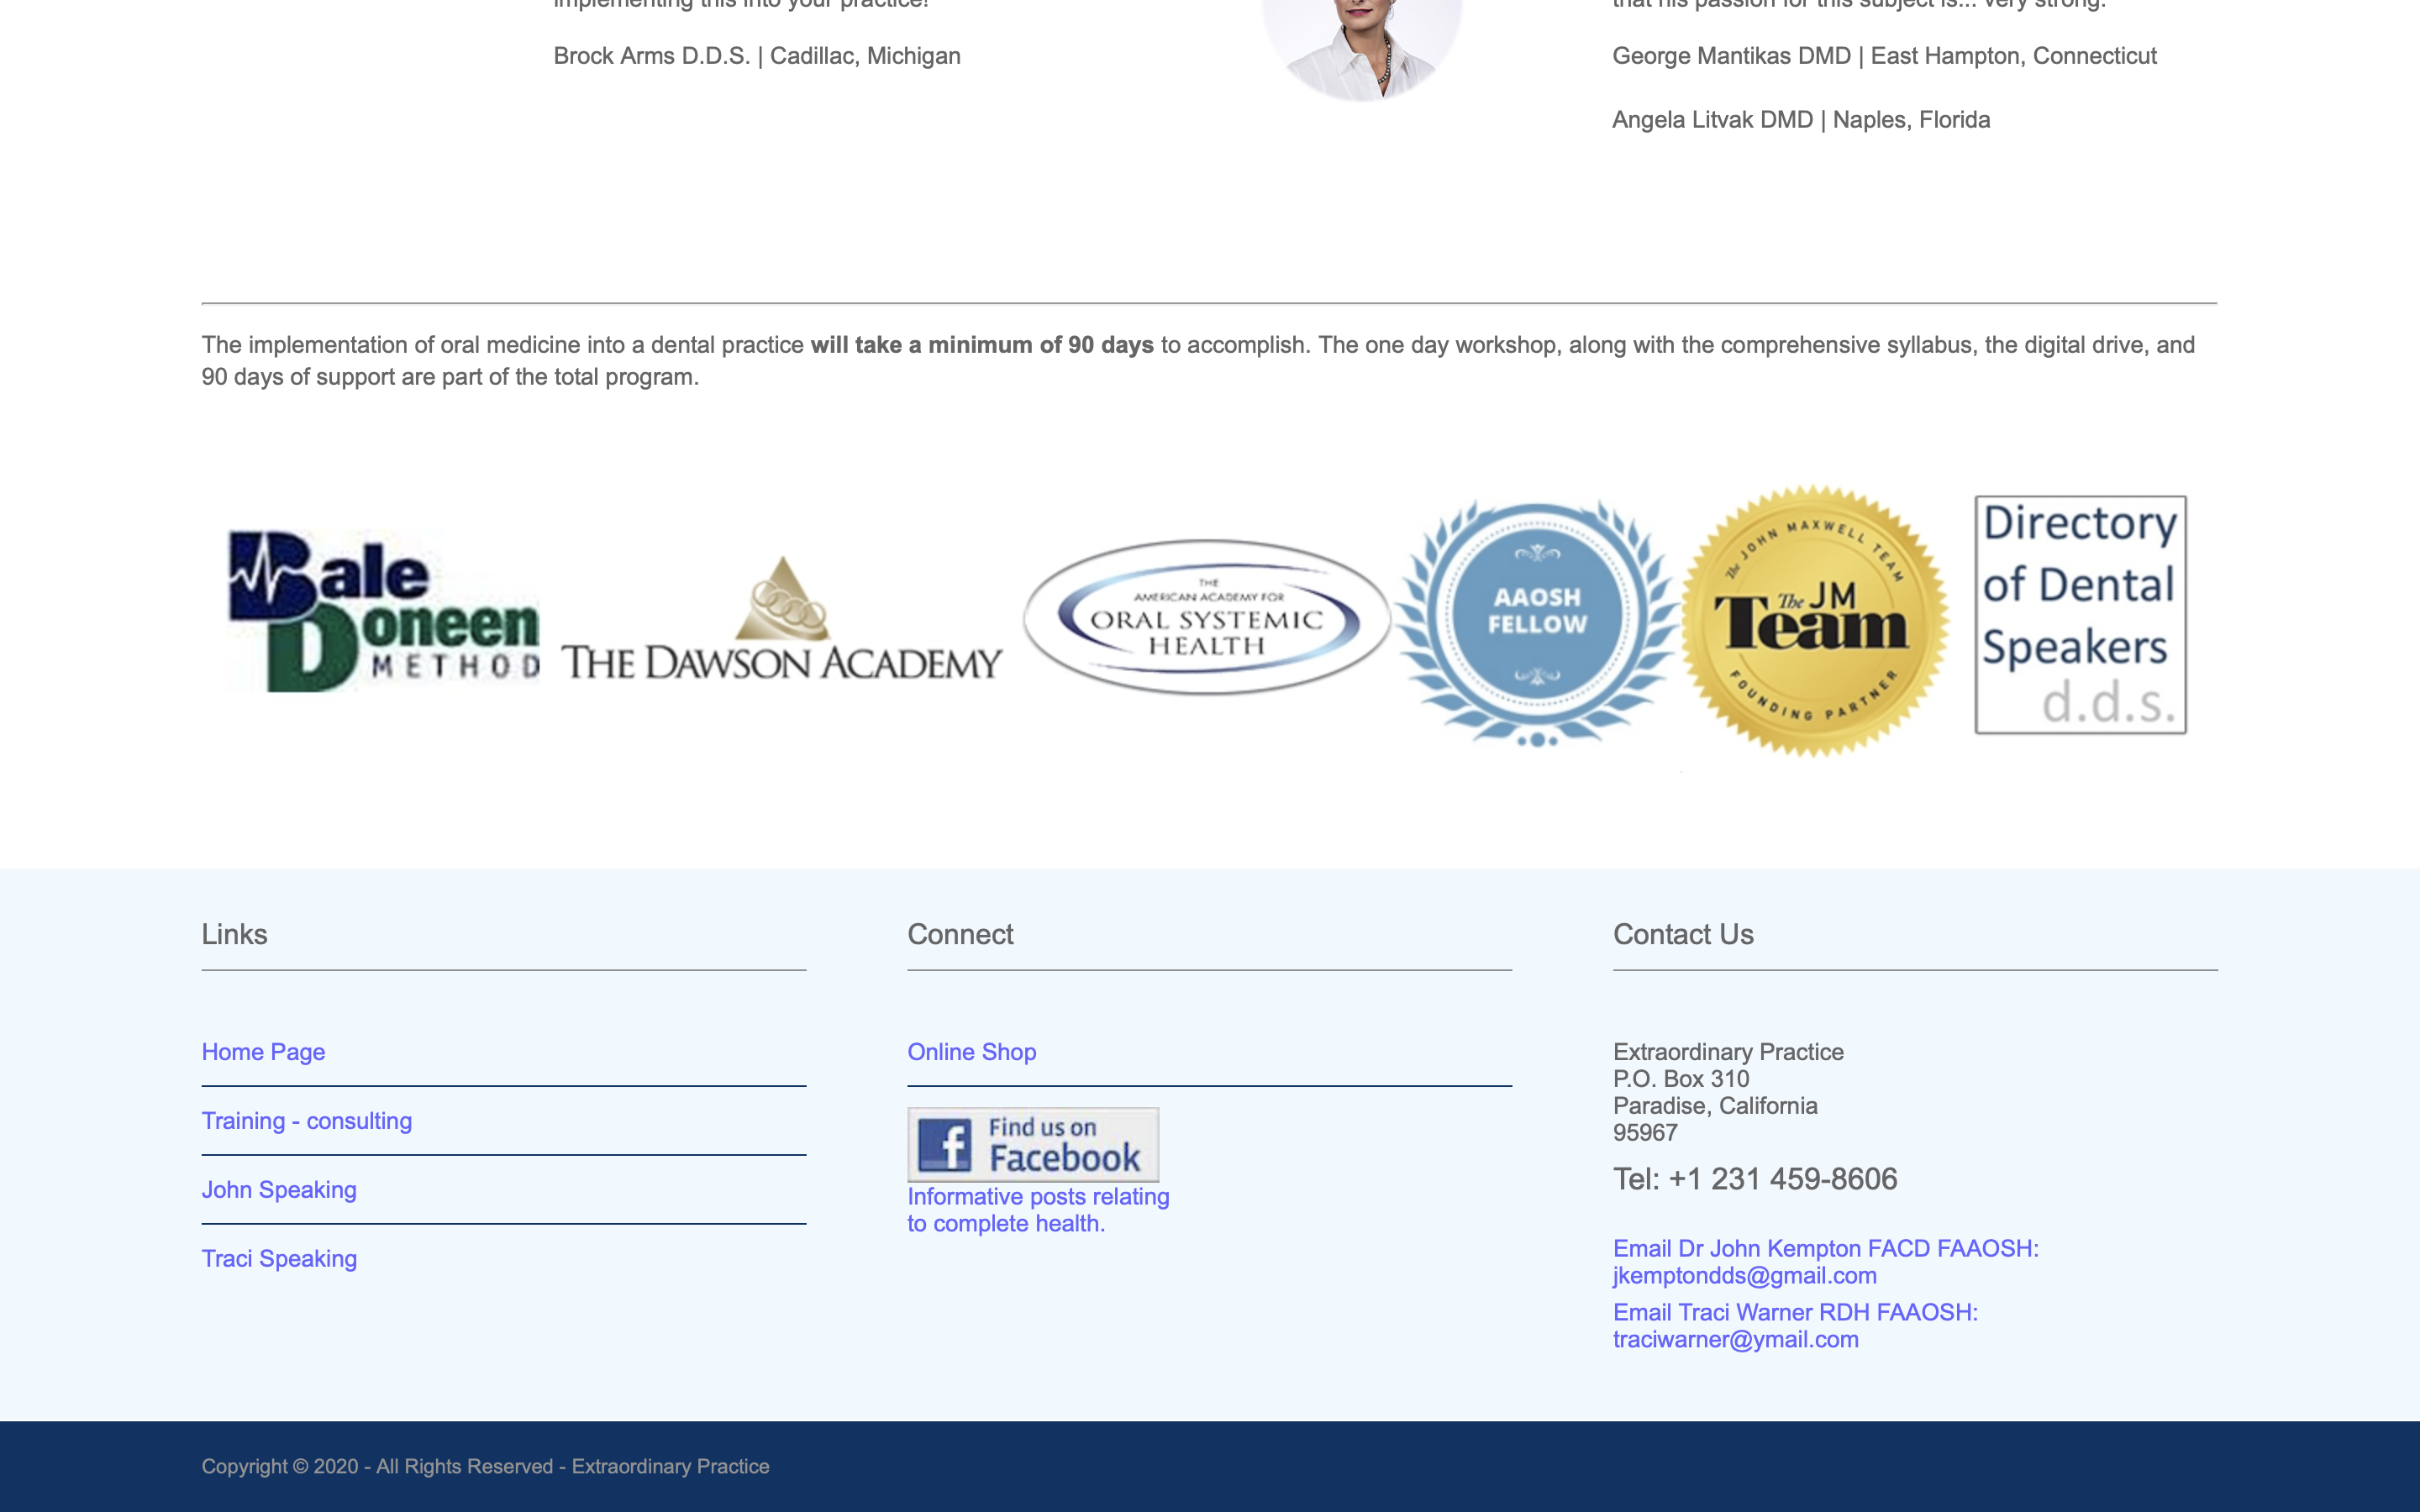 implementing this into your practice!
Brock Arms D.D.S. | Cadillac, Michigan
that his passion for this subject is... very strong.
George Mantikas DMD | East Hampton, Connecticut
Angela Litvak DMD | Naples, Florida
The implementation of oral medicine into a dental practice will take a minimum of 90 days to accomplish. The one day workshop, along with the comprehensive syllabus, the digital drive, and
90 days of support are part of the total program.
Bale
Doneen
METHOD
THE DAWSON ACADEMY
THE
AMERICAN ACADEMY FOR
ORAL SYSTEMIC
HEALTH
AAOSH
FELLOW
The JOHN MAXWELL TEAM
The JM
Team
FOUNDING PARTNER
Directory
of Dental
Speakers
d.d.s.
Links
Home Page
Training - consulting
John Speaking
Traci Speaking
Connect
Online Shop
Find us on
Facebook
Informative posts relating
to complete health.
Contact Us
Extraordinary Practice
P.O. Box 310
Paradise, California
95967
Tel: +1 231 459-8606
Email Dr John Kempton FACD FAAOSH:
jkemptondds@gmail.com
Email Traci Warner RDH FAAOSH:
traciwarner@ymail.com
Copyright © 2020 - All Rights Reserved - Extraordinary Practice